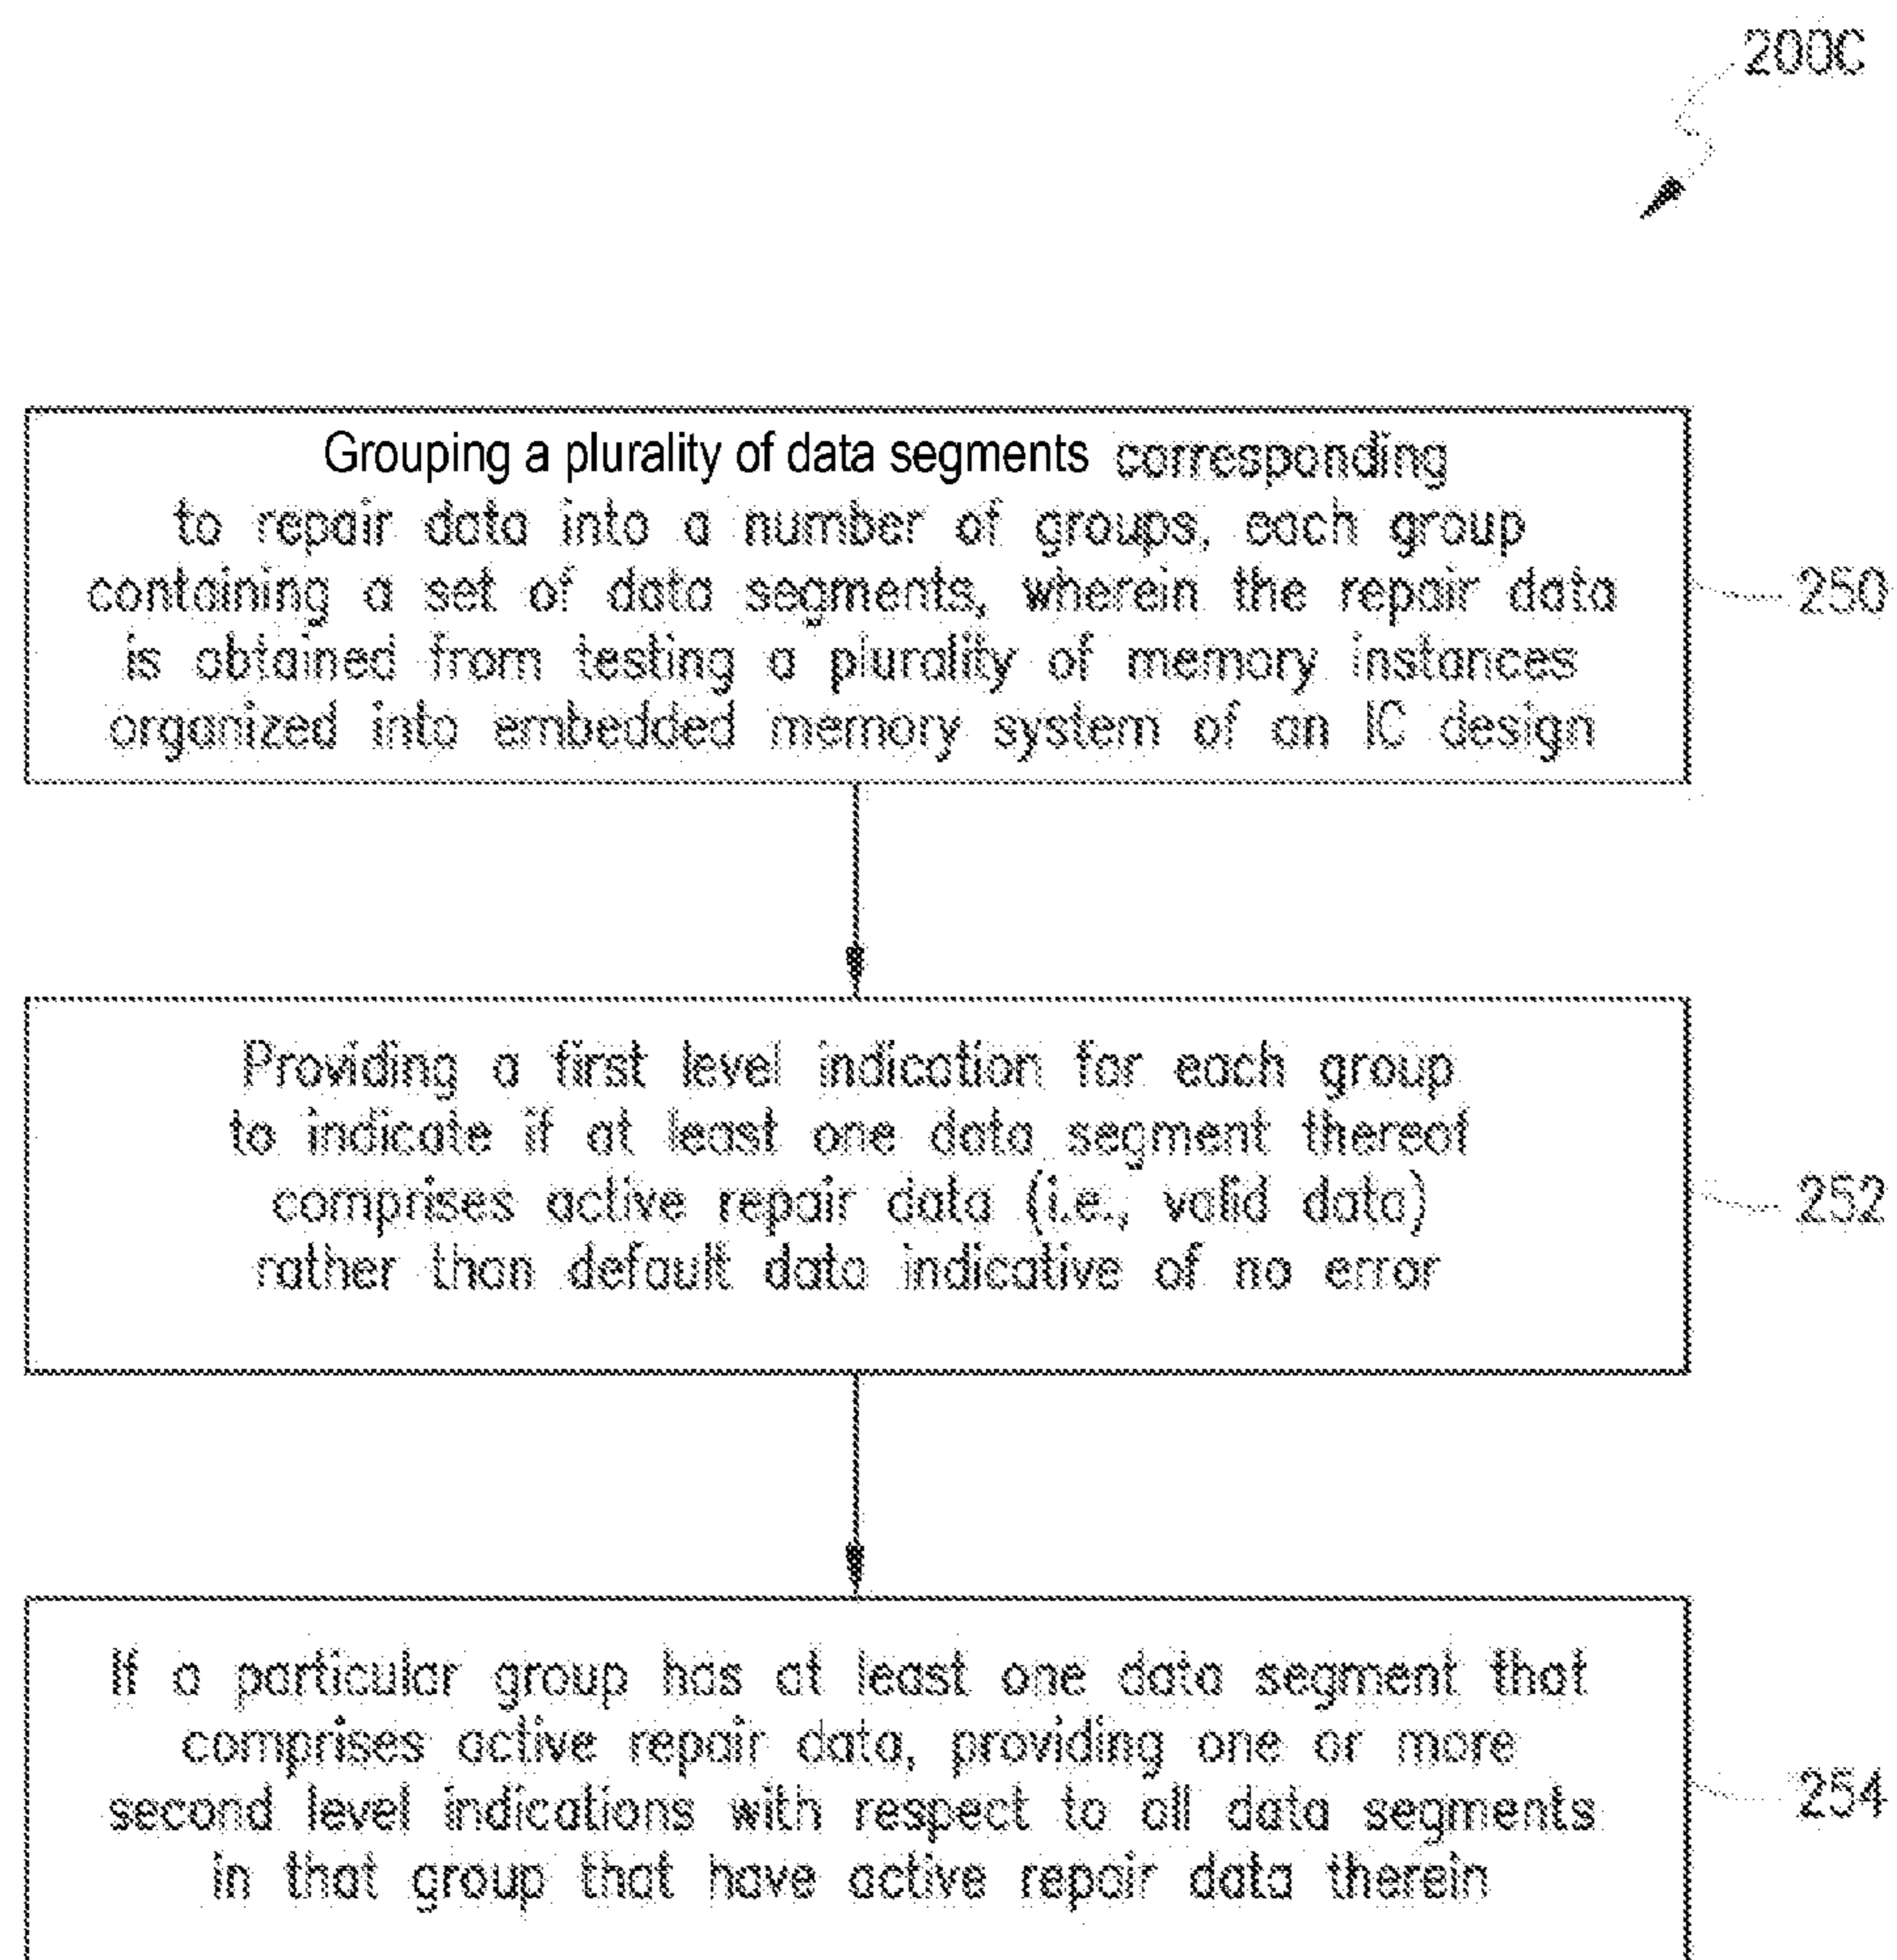 200C
Grouping a plurality of data segments corresponding
to repair data into a number of groups, each group
containing a set of data segments, wherein the repair data
is obtained from testing a plurality of memory instances
organized into embedded memory system of an IC design
250
Providing a first level indication for each group
to indicate if at least one data segment thereof
comprises active repair data (i.e., valid data)
rather than default data indicative of no error
252
If a particular group has at least one data segment that
comprises active repair data, providing one or more
second level indications with respect to all data segments
in that group that have active repair data therein
254